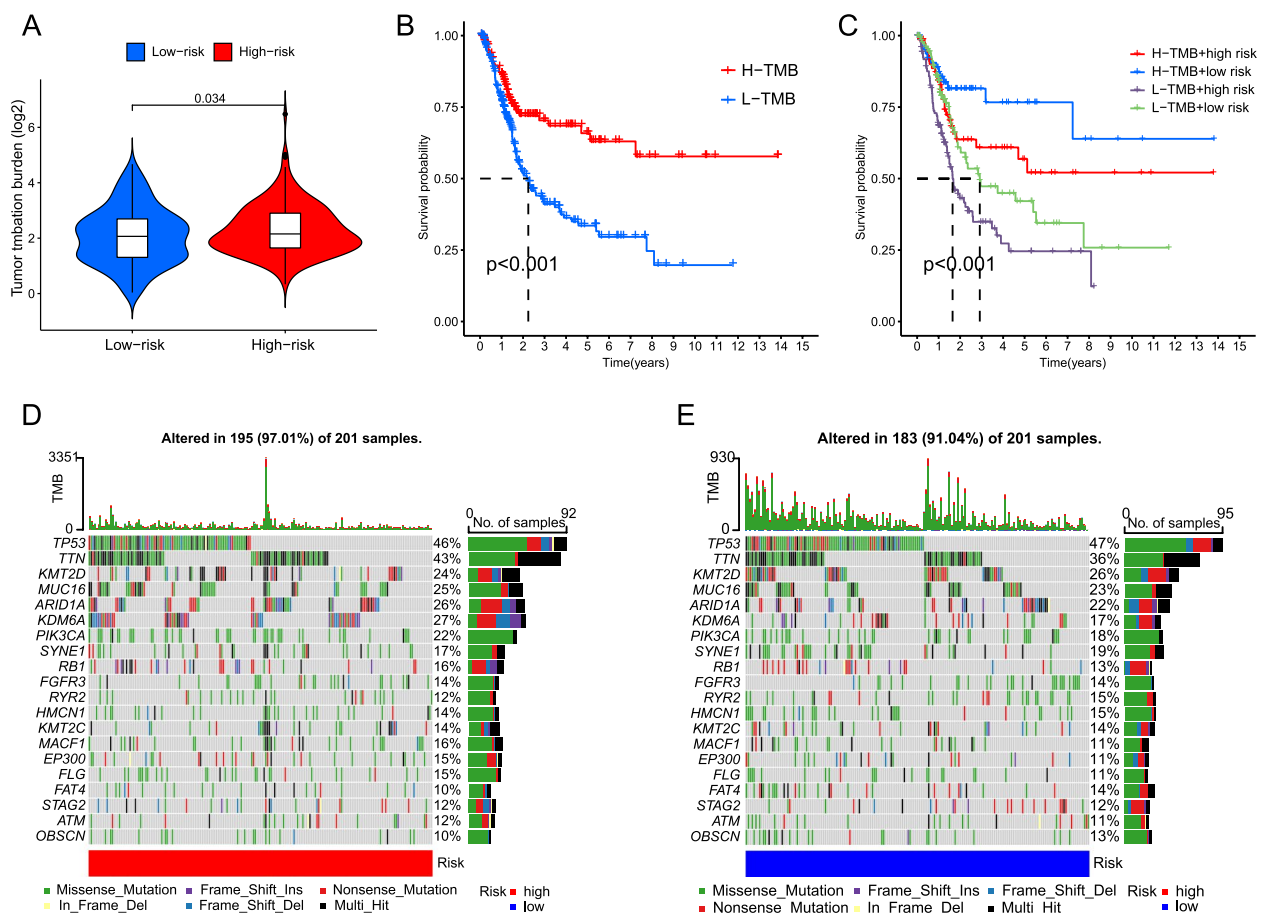 A
Low-risk High-risk
Tumor tmbation burden (log2)
0.034
6
4
2
0
Low-risk High-risk
B
H-TMB
L-TMB
Survival probability
1.00
0.75
0.50
0.25
0.00
p<0.001
0 1 2 3 4 5 6 7 8 9 10 11 12 13 14 15
Time(years)
C
H-TMB+high risk
H-TMB+low risk
L-TMB+high risk
L-TMB+low risk
Survival probability
1.00
0.75
0.50
0.25
0.00
p<0.001
0 1 2 3 4 5 6 7 8 9 10 11 12 13 14 15
Time(years)
D
Altered in 195 (97.01%) of 201 samples.
3351
TMB
0
0 92
No. of samples
TP53 46%
TTN 43%
KMT2D 24%
MUC16 25%
ARID1A 26%
KDM6A 27%
PIK3CA 22%
SYNE1 17%
RB1 16%
FGFR3 14%
RYR2 12%
HMCN1 14%
KMT2C 14%
MACF1 16%
EP300 15%
FLG 15%
FAT4 10%
STAG2 12%
ATM 12%
OBSCN 10%
Risk
Missense_Mutation Frame_Shift_Ins Nonsense_Mutation Risk high
In_Frame_Del Frame_Shift_Del Multi_Hit low
E
Altered in 183 (91.04%) of 201 samples.
930
TMB
0
0 95
No. of samples
TP53 47%
TTN 36%
KMT2D 26%
MUC16 23%
ARID1A 22%
KDM6A 17%
PIK3CA 18%
SYNE1 19%
RB1 13%
FGFR3 14%
RYR2 15%
HMCN1 15%
KMT2C 14%
MACF1 11%
EP300 11%
FLG 11%
FAT4 14%
STAG2 12%
ATM 11%
OBSCN 13%
Risk
Missense_Mutation Frame_Shift_Ins Frame_Shift_Del Risk high
Nonsense_Mutation In_Frame_Del Multi_Hit low